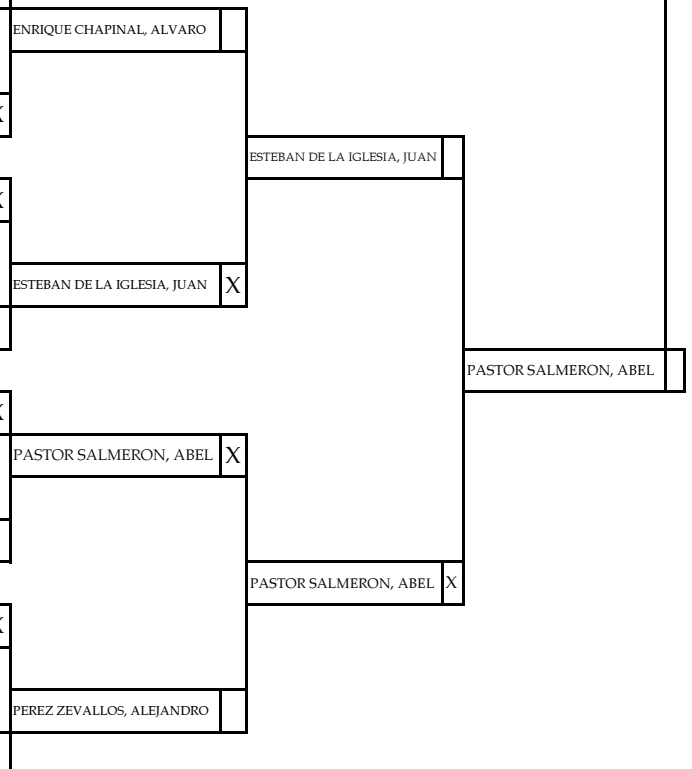 ENRIQUE CHAPINAL, ALVARO
X
ESTEBAN DE LA IGLESIA, JUAN
X
ESTEBAN DE LA IGLESIA, JUAN X
PASTOR SALMERON, ABEL
X
PASTOR SALMERON, ABEL X
PASTOR SALMERON, ABEL X
X
PEREZ ZEVALLOS, ALEJANDRO